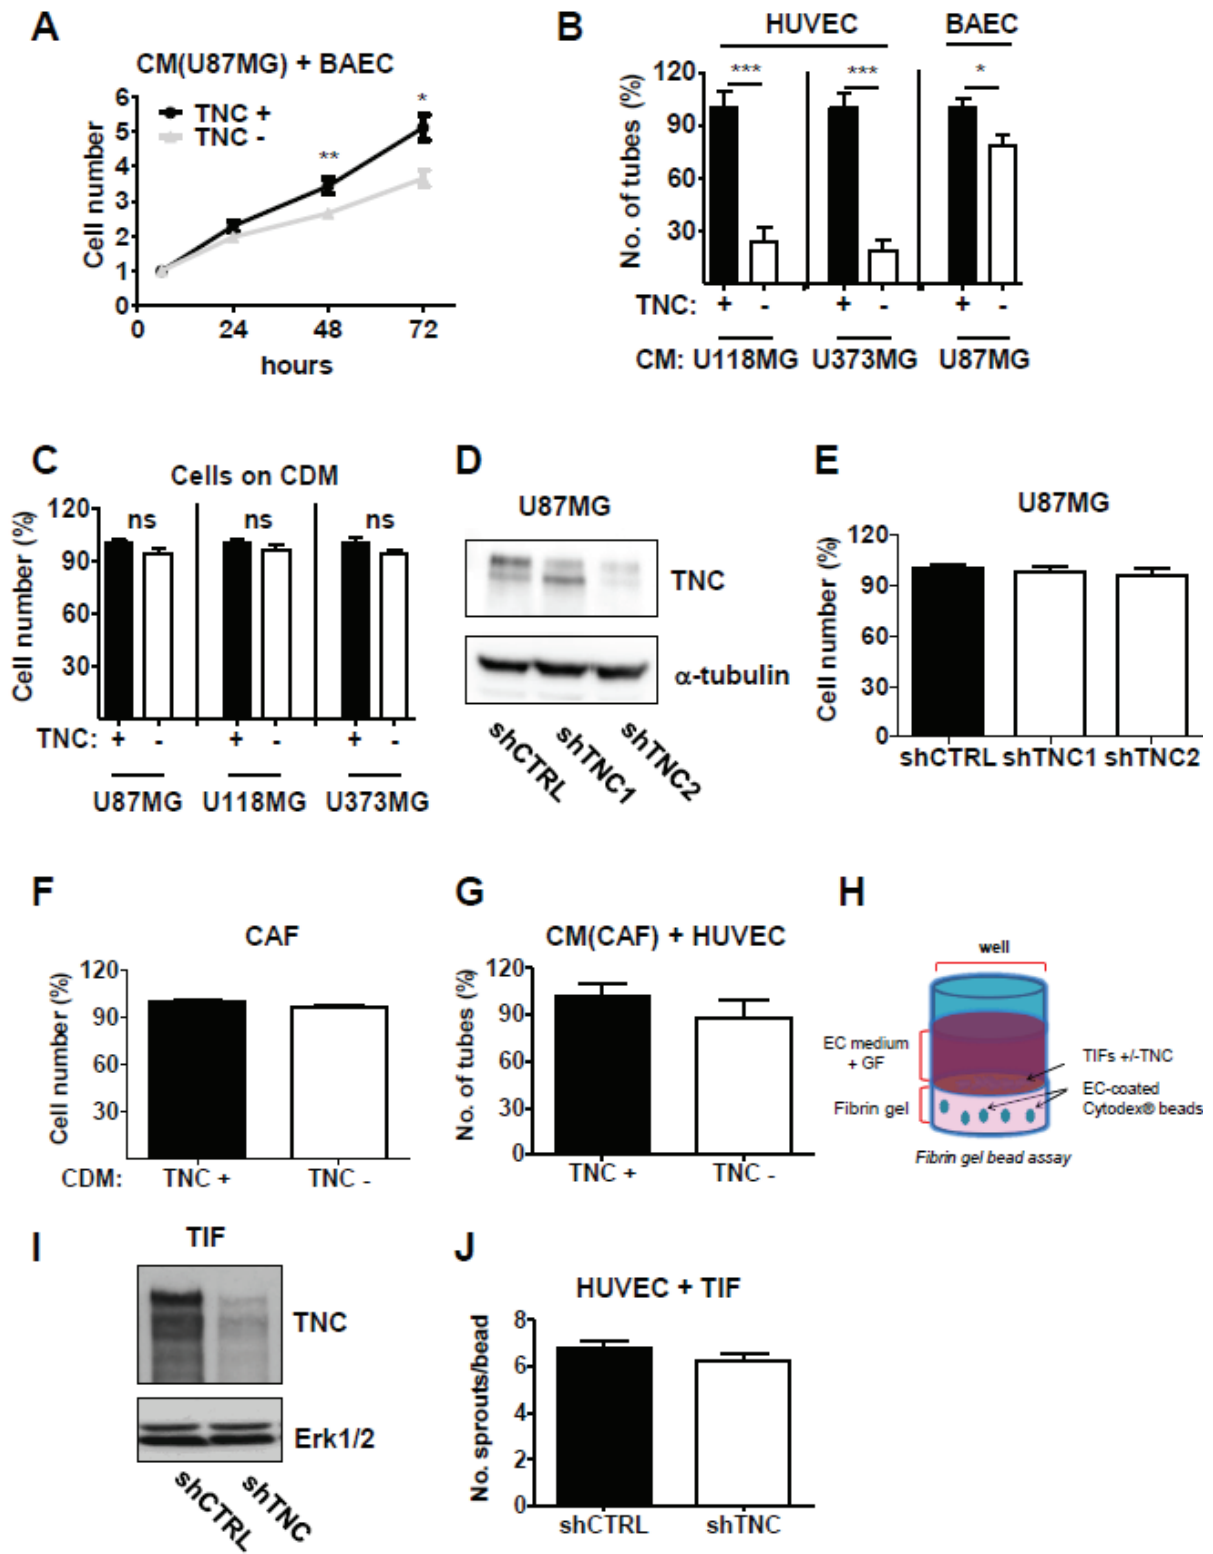 A
CM(U87MG) + BAEC
6
5
4
3
2
1
0
Cell number
TNC +
TNC -
**
*
0 24 48 72
hours
B
HUVEC BAEC
120
90
60
30
No. of tubes (%)
*** *** *
TNC: + - + - + -
CM: U118MG U373MG U87MG
C
Cells on CDM
120
90
60
30
Cell number (%)
ns ns ns
TNC: + - + - + -
U87MG U118MG U373MG
D
U87MG
TNC
α-tubulin
shCTRL shTNC1 shTNC2
E
U87MG
120
90
60
30
0
Cell number (%)
shCTRL shTNC1 shTNC2
F
CAF
120
90
60
30
Cell number (%)
CDM: TNC + TNC -
G
CM(CAF) + HUVEC
120
90
60
30
0
No. of tubes (%)
TNC + TNC -
H
well
EC medium
+ GF
Fibrin gel
TIFs +/-TNC
EC-coated
Cytodex® beads
Fibrin gel bead assay
I
TIF
TNC
Erk1/2
shCTRL shTNC
J
HUVEC + TIF
8
6
4
2
0
No. sprouts/bead
shCTRL shTNC